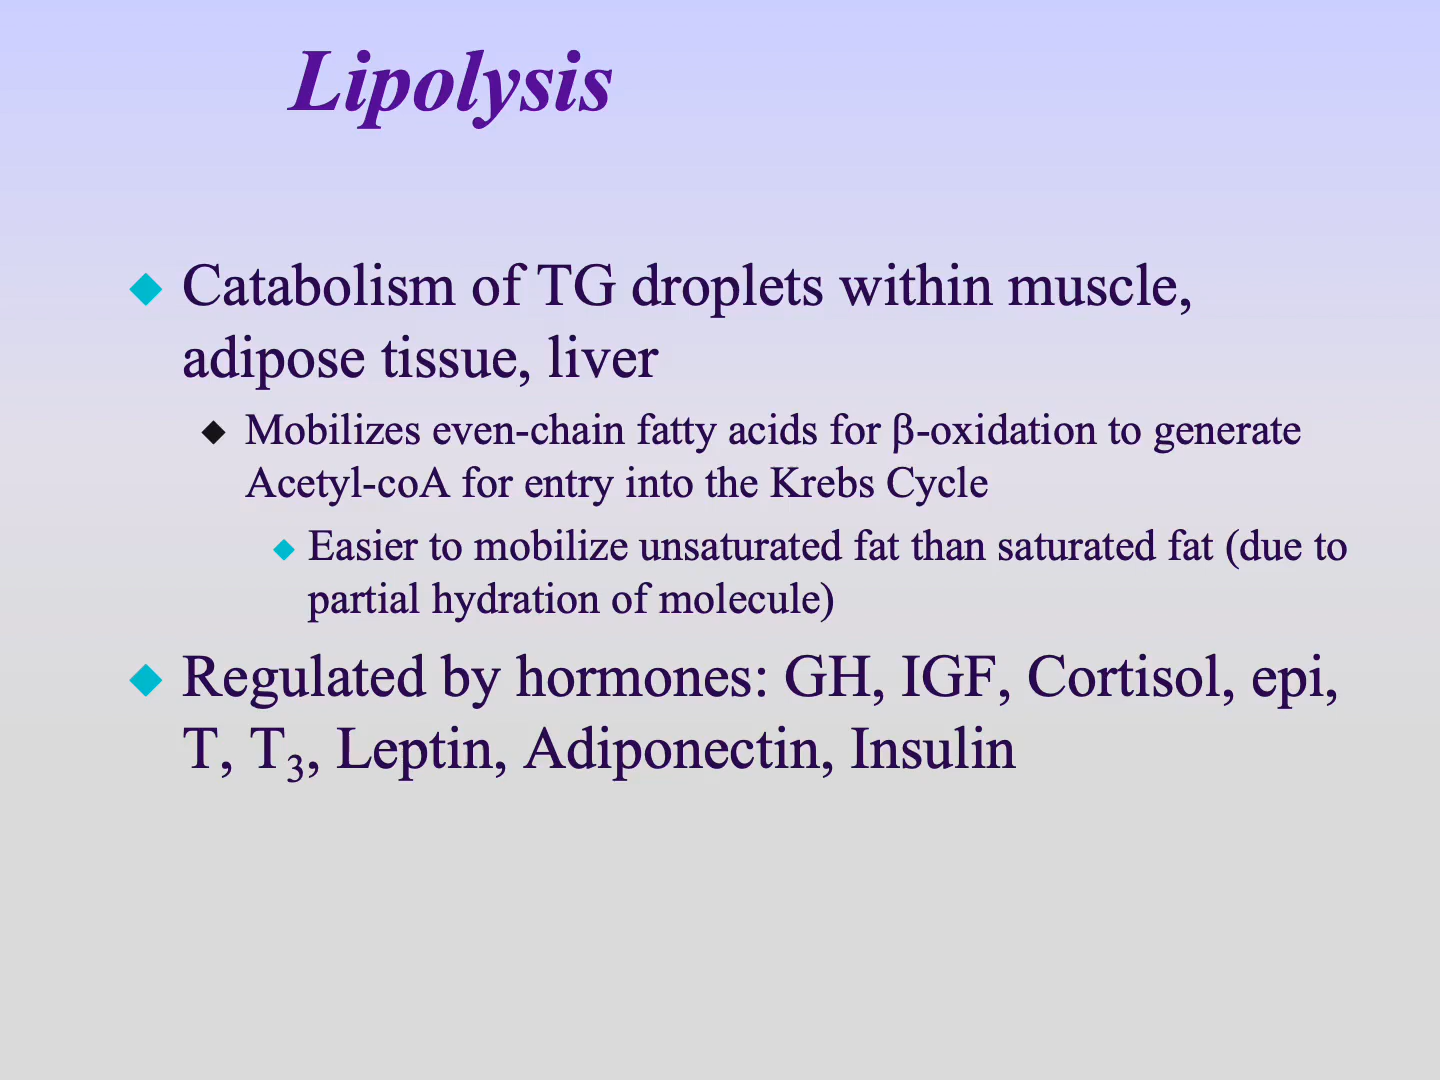 Lipolysis
Catabolism of TG droplets within muscle,
adipose tissue, liver
Mobilizes even-chain fatty acids for β-oxidation to generate
Acetyl-coA for entry into the Krebs Cycle
Easier to mobilize unsaturated fat than saturated fat (due to
partial hydration of molecule)
Regulated by hormones: GH, IGF, Cortisol, epi,
T, T₃, Leptin, Adiponectin, Insulin